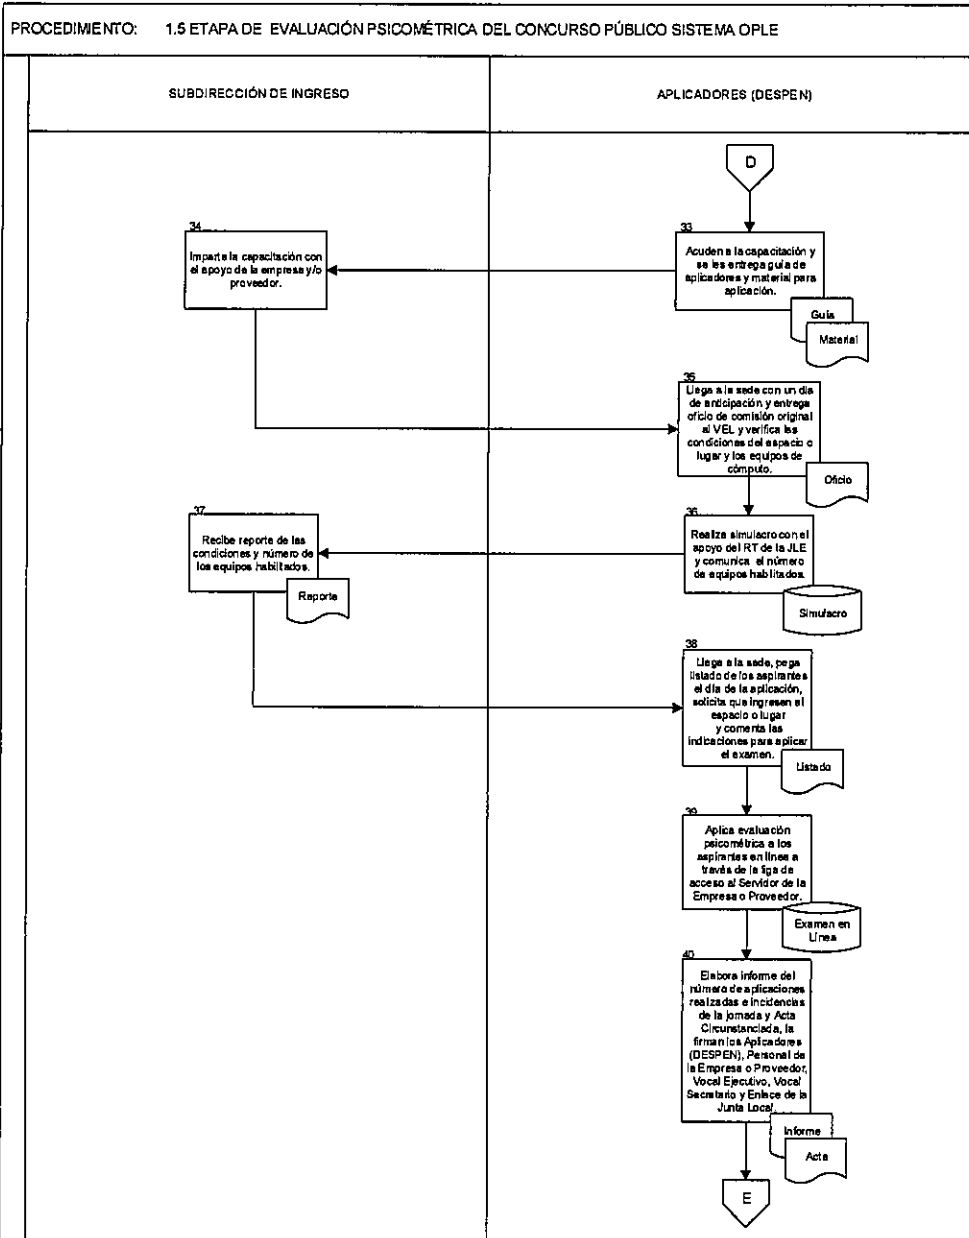 PROCEDIMIENTO: 1.5 ETAPA DE EVALUACIÓN PSICOMÉTRICA DEL CONCURSO PÚBLICO SISTEMA OPLE
SUBDIRECCIÓN DE INGRESO
APLICADORES (DESPEN)
D
33
Acuden a la capacitación y
se les entrega guía de
aplicadores y material para
aplicación.
Guía
Material
34
Imparte la capacitación con
el apoyo de la empresa y/o
proveedor.
35
Llega a la sede con un día
de anticipación y entrega
oficio de comisión original
al VEL y verifica las
condiciones del espacio o
lugar y los equipos de
cómputo.
Oficio
36
Realiza simulacro con el
apoyo del RT de la JLE
y comunica el número
de equipos habilitados.
Simulacro
37
Recibe reporte de las
condiciones y número de
los equipos habilitados.
Reporte
38
Llega a la sede, pega
listado de los aspirantes
el día de la aplicación,
solicita que ingresen al
espacio o lugar
y comenta las
indicaciones para aplicar
el examen.
Listado
39
Aplica evaluación
psicométrica a los
aspirantes en línea a
través de la liga de
acceso al Servidor de la
Empresa o Proveedor.
Examen en
Línea
40
Elabora informe del
número de aplicaciones
realizadas e incidencias
de la jornada y Acta
Circunstanciada, la
firman los Aplicadores
(DESPEN), Personal de
la Empresa o Proveedor,
Vocal Ejecutivo, Vocal
Secretario y Enlace de la
Junta Local.
Informe
Acta
E